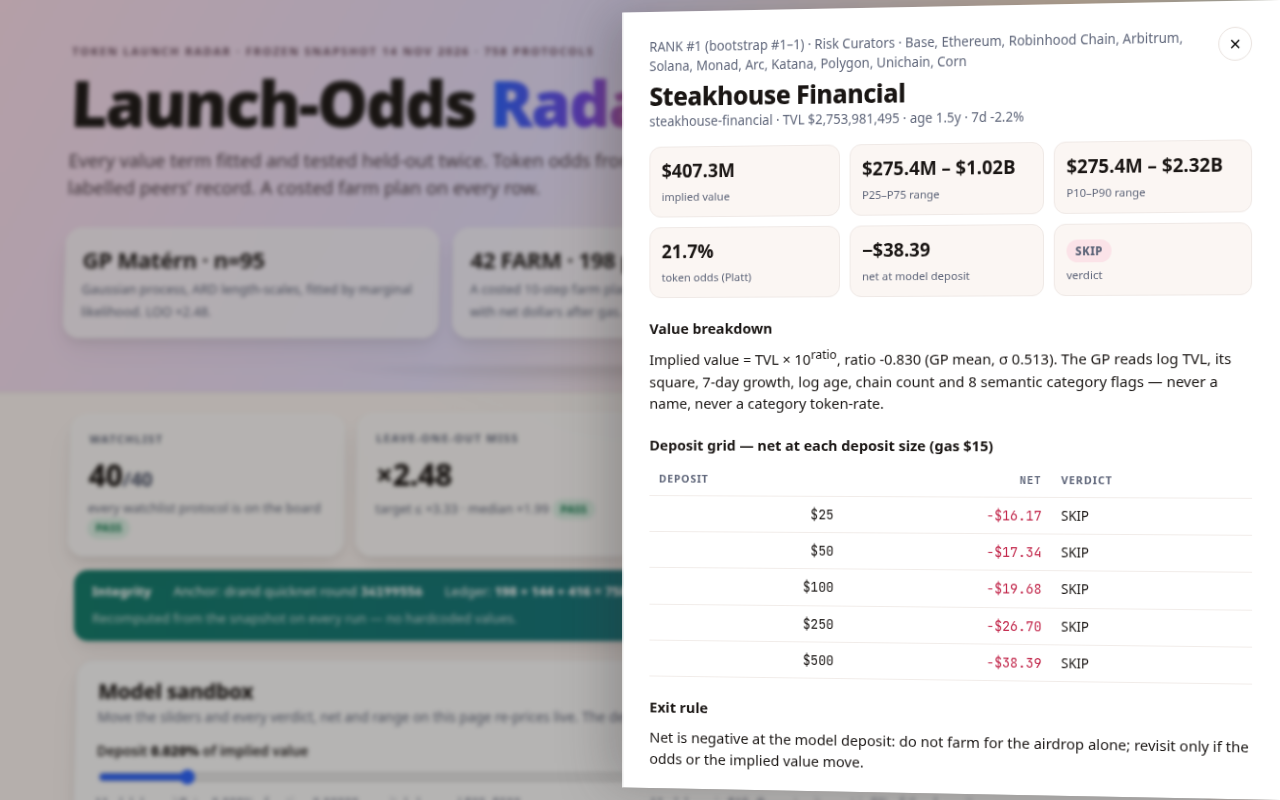 TOKEN LAUNCH RADAR · FROZEN SNAPSHOT 14 NOV 2026 · 758 PROTOCOLS
Launch-Odds Rada
Every value term fitted and tested held-out twice. Token odds from
labelled peers' record. A costed farm plan on every row.
GP Matérn · n=95
Gaussian process, ARD length-scales, fitted by marginal
likelihood. LOO ×2.48.
42 FARM · 198
A costed 10-step farm
with net dollars after gas
WATCHLIST
40/40
every watchlist protocol is on the board
PASS
LEAVE-ONE-OUT MISS
×2.48
target ≤ ×3.33 · median ×1.99 PASS
Integrity Anchor: drand quicknet round Ledger: 198 + 144 + 416 = 758
Recomputed from the snapshot on every run — no hardcoded values.
Model sandbox
Move the sliders and every verdict, net and range on this page re-prices live. The
Deposit 0.020% of implied value
RANK #1 (bootstrap #1–1) · Risk Curators · Base, Ethereum, Robinhood Chain, Arbitrum,
Solana, Monad, Arc, Katana, Polygon, Unichain, Corn
✕
Steakhouse Financial
steakhouse-financial · TVL $2,753,981,495 · age 1.5y · 7d -2.2%
$407.3M
implied value
$275.4M – $1.02B
P25–P75 range
$275.4M – $2.32B
P10–P90 range
21.7%
token odds (Platt)
−$38.39
net at model deposit
SKIP
verdict
Value breakdown
Implied value = TVL × 10ratio, ratio -0.830 (GP mean, σ 0.513). The GP reads log TVL, its
square, 7-day growth, log age, chain count and 8 semantic category flags — never a
name, never a category token-rate.
Deposit grid — net at each deposit size (gas $15)
DEPOSIT NET VERDICT
$25 -$16.17 SKIP
$50 -$17.34 SKIP
$100 -$19.68 SKIP
$250 -$26.70 SKIP
$500 -$38.39 SKIP
Exit rule
Net is negative at the model deposit: do not farm for the airdrop alone; revisit only if the
odds or the implied value move.